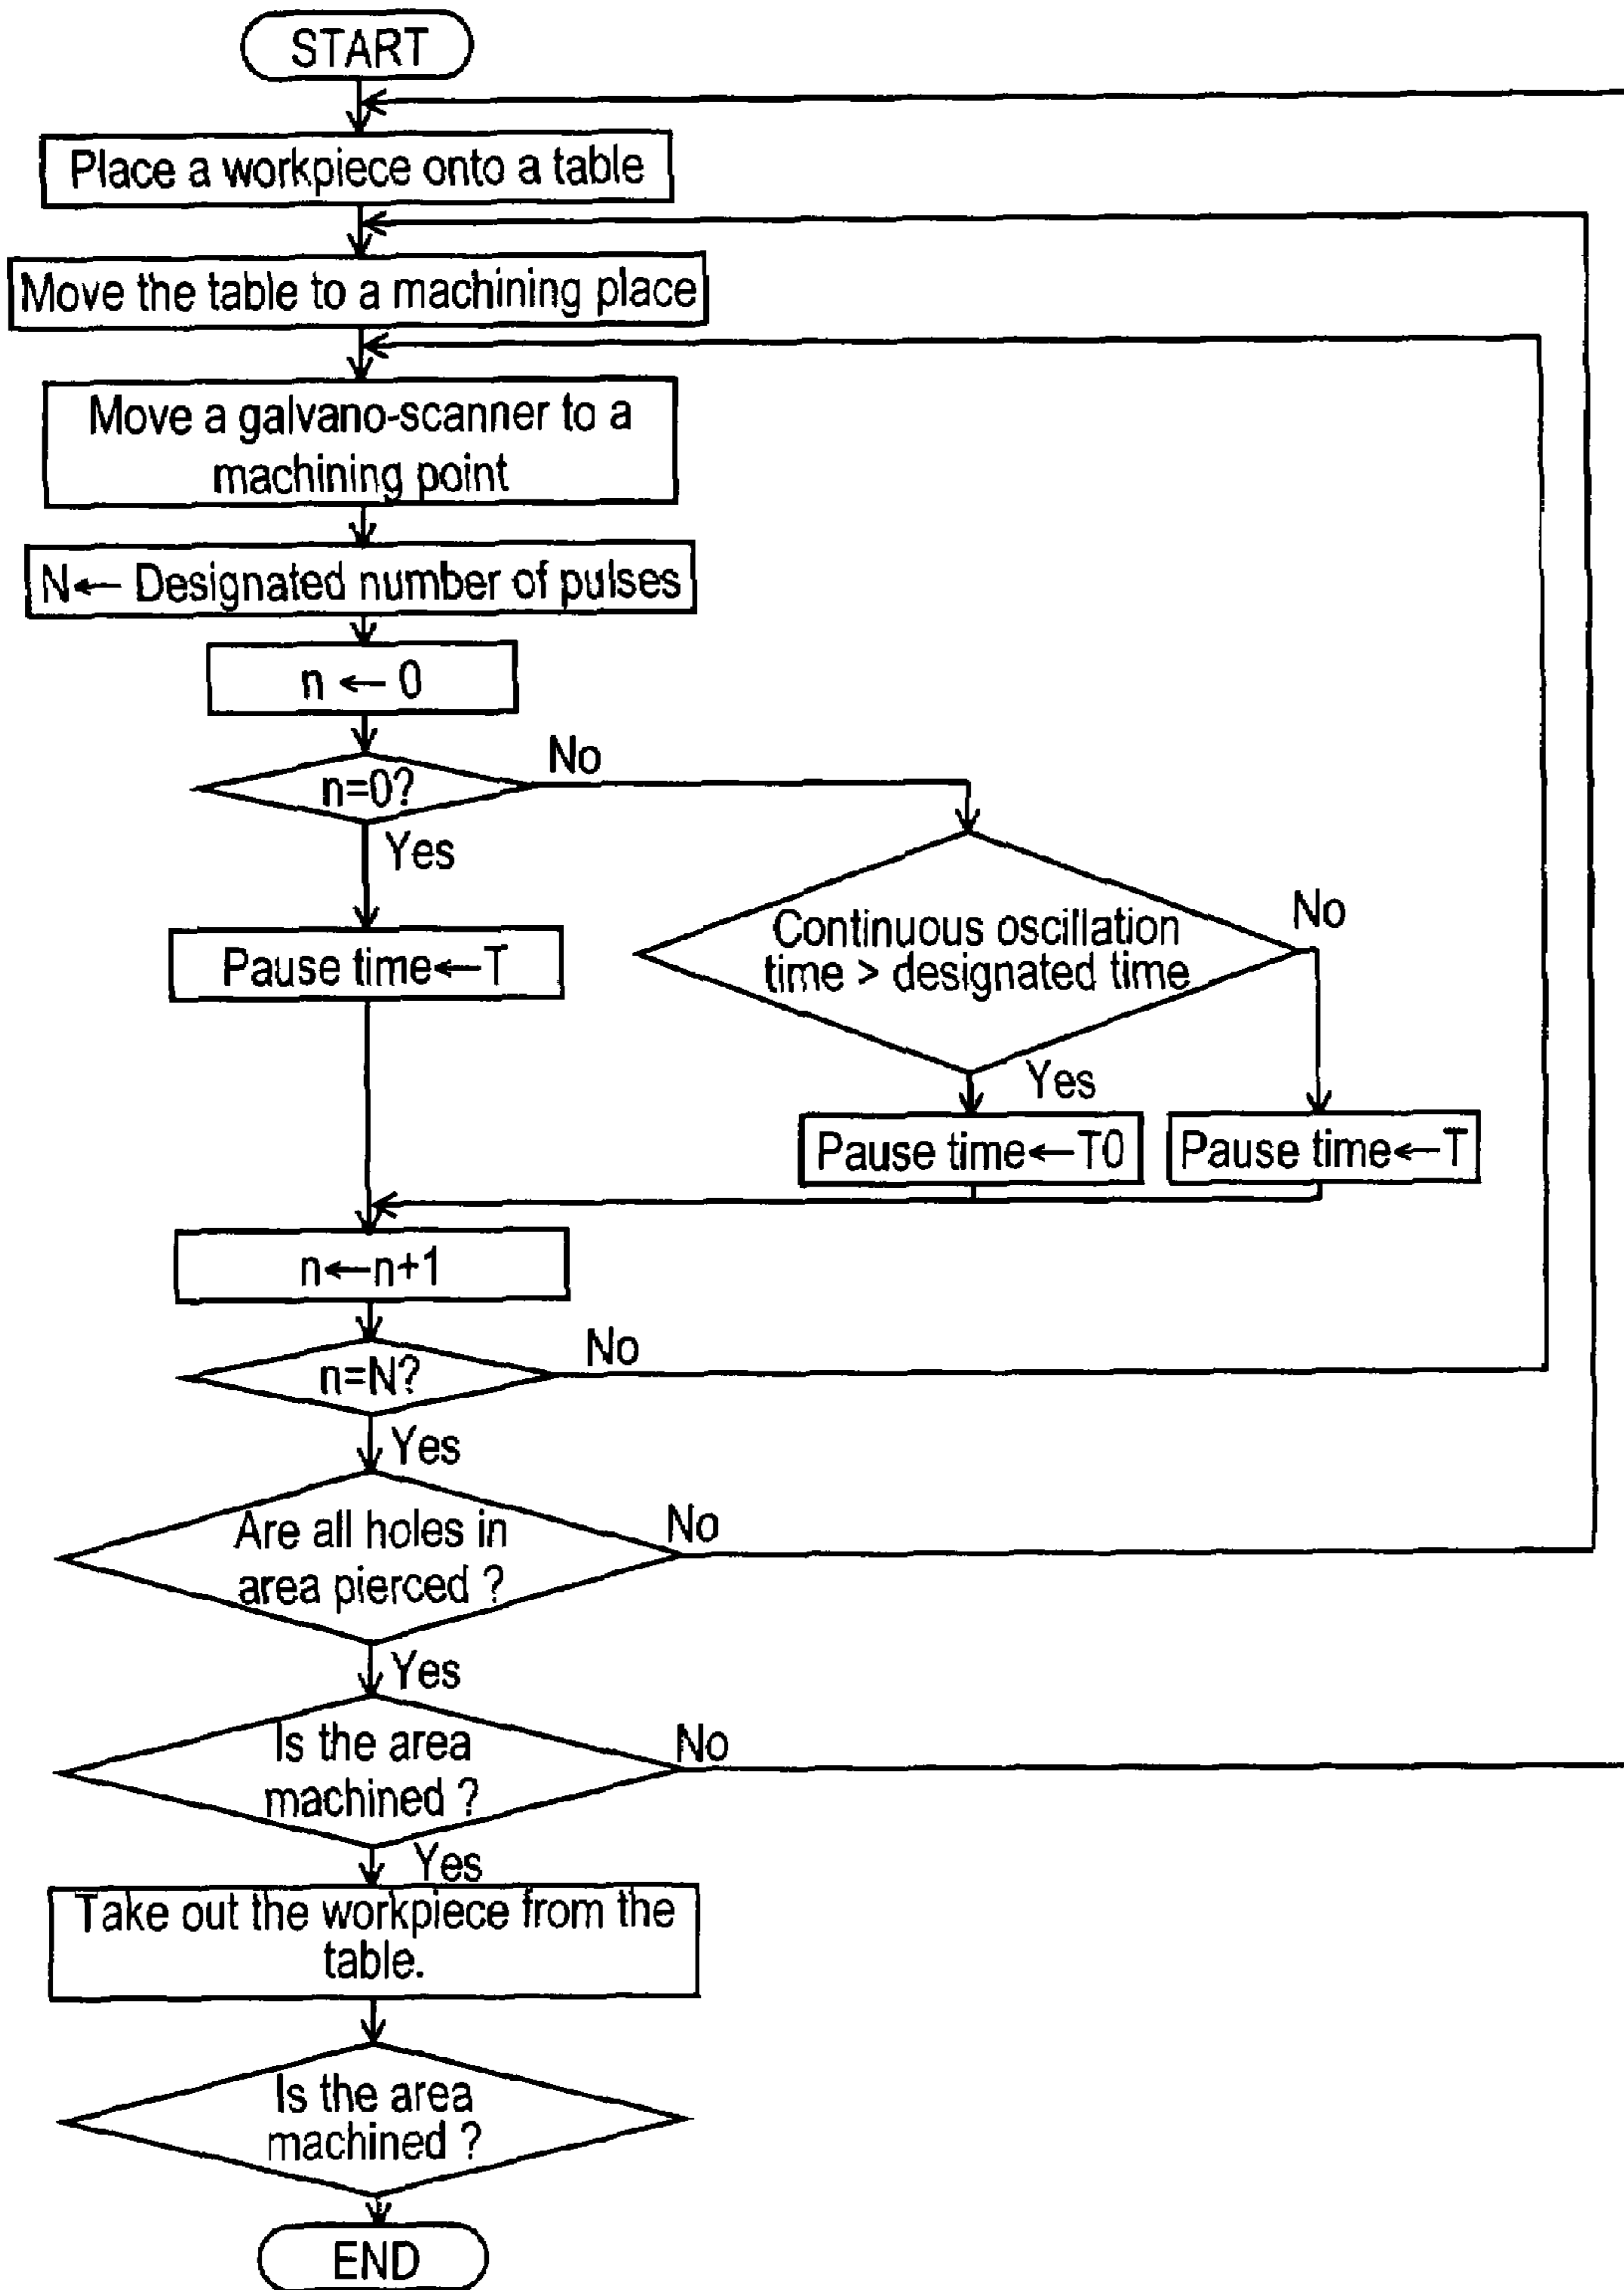 START
Place a workpiece onto a table
Move the table to a machining place
Move a galvano-scanner to a
machining point
N← Designated number of pulses
n ← 0
n=0?
No
Yes
Pause time←T
Continuous oscillation
time > designated time
No
Yes
Pause time←T0
Pause time←T
n←n+1
n=N?
No
Yes
Are all holes in
area pierced ?
No
Yes
Is the area
machined ?
No
Yes
Take out the workpiece from the
table.
Is the area
machined ?
END